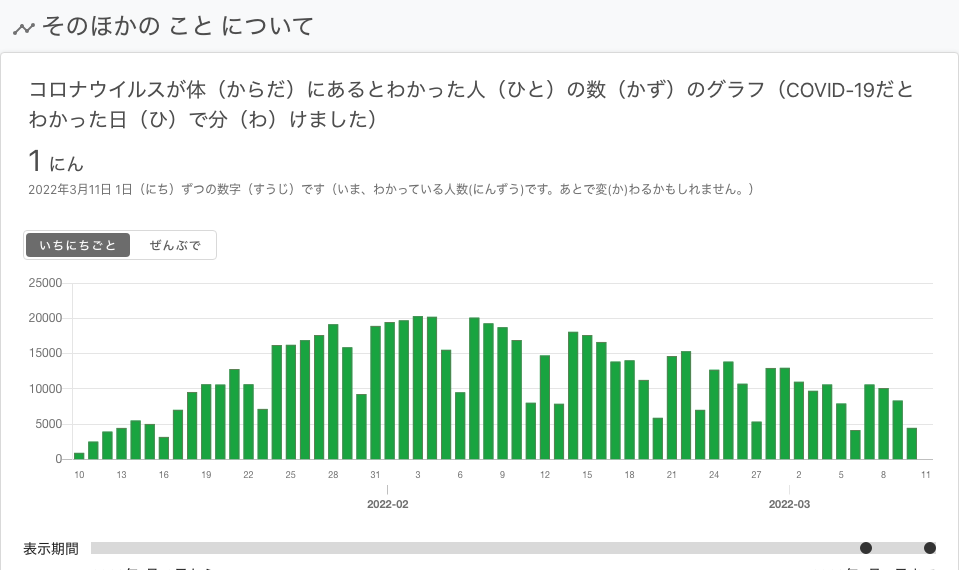 そのほかの こと について
コロナウイルスが体（からだ）にあるとわかった人（ひと）の数（かず）のグラフ（COVID-19だと
わかった日（ひ）で分（わ）けました）
1 にん
2022年3月11日 1日（にち）ずつの数字（すうじ）です（いま、わかっている人数(にんずう)です。あとで変(か)わるかもしれません。）
いちにちごと ぜんぶで
25000
20000
15000
10000
5000
0
10 13 16 19 22 25 28 31 3 6 9 12 15 18 21 24 27 2 5 8 11
2022-02 2022-03
表示期間